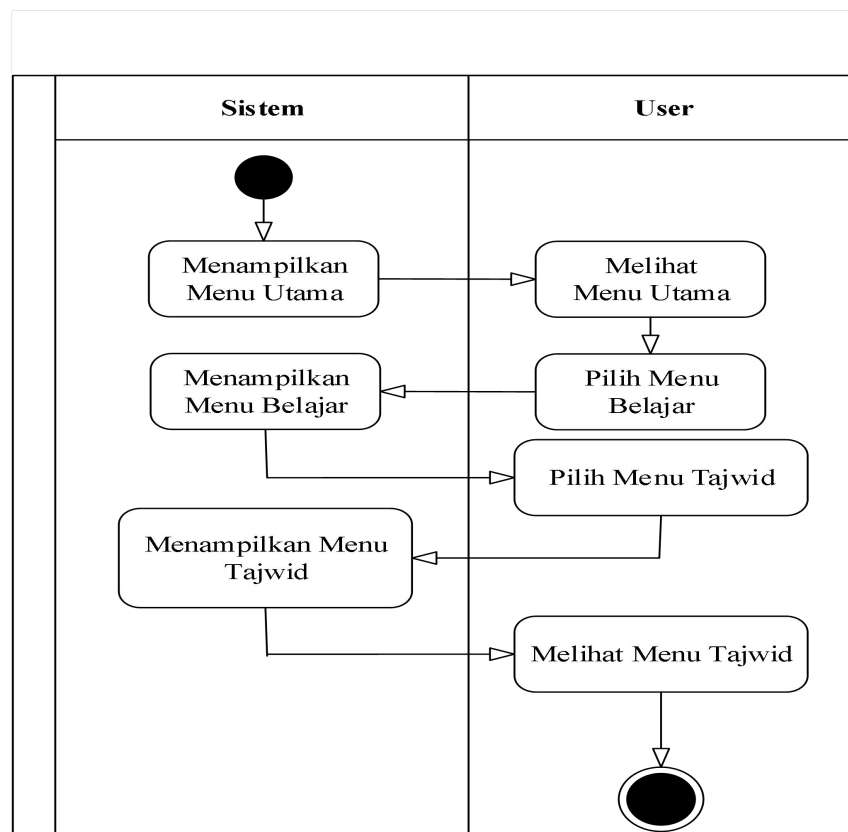 Sistem
User
Menampilkan
Menu Utama
Melihat
Menu Utama
Menampilkan
Menu Belajar
Pilih Menu
Belajar
Pilih Menu Tajwid
Menampilkan Menu
Tajwid
Melihat Menu Tajwid